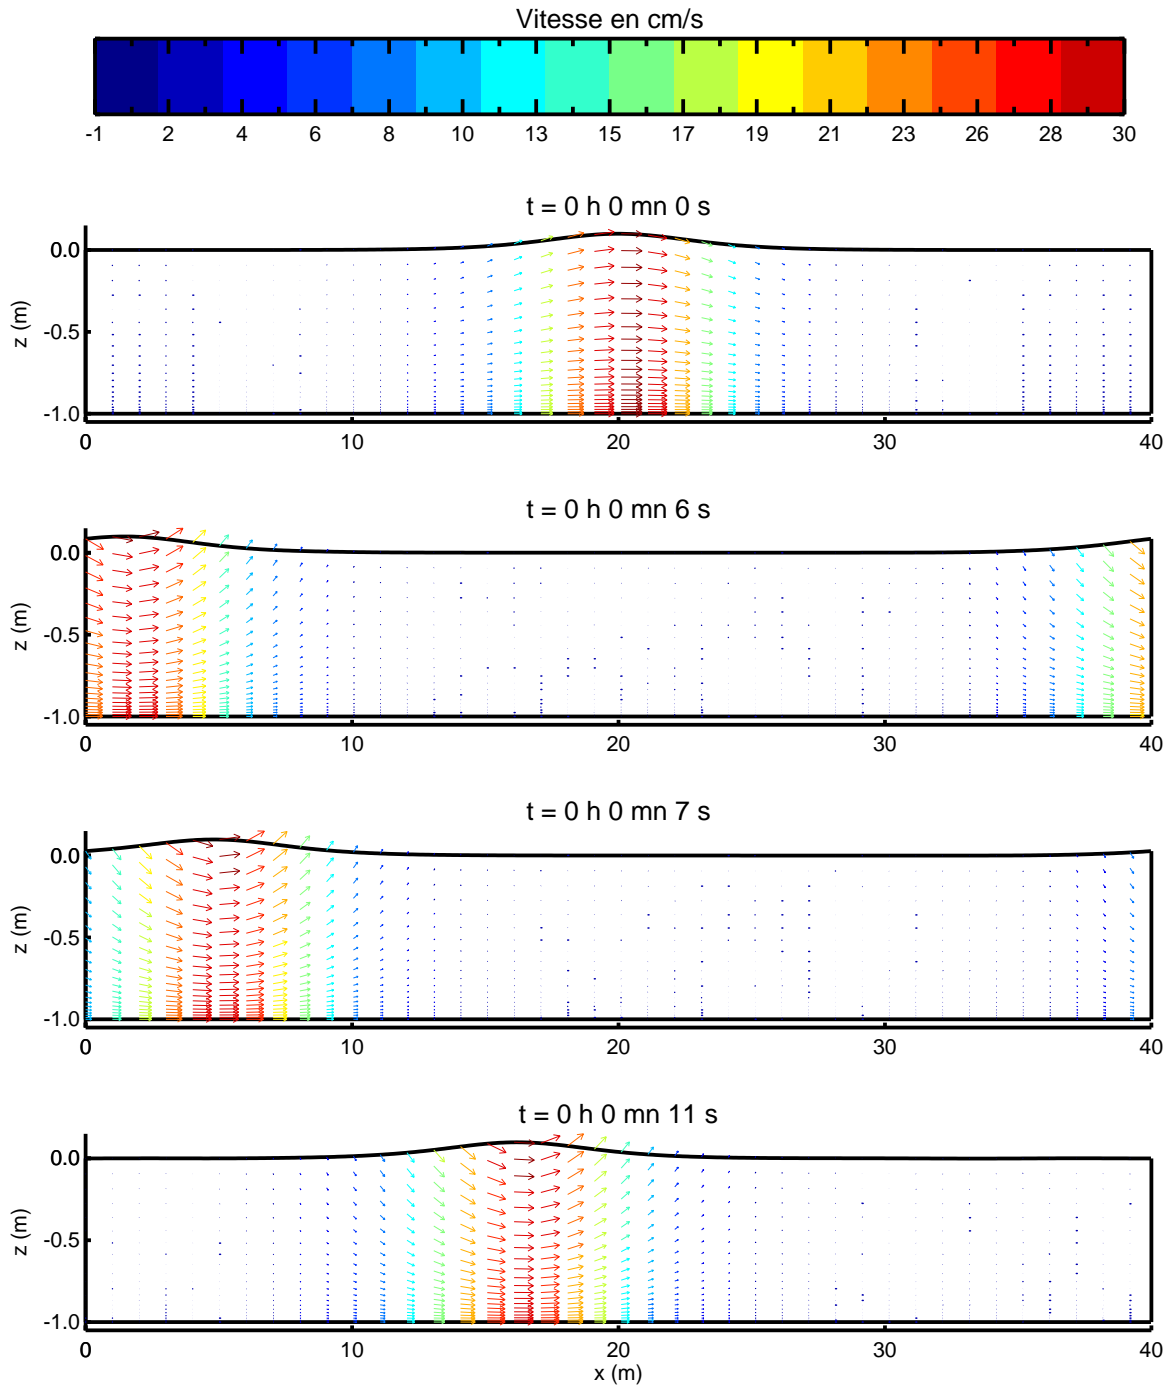 Vitesse en cm/s
-1 2 4 6 8 10 13 15 17 19 21 23 26 28 30
t = 0 h 0 mn 0 s
z (m)
0.0
-0.5
-1.0
0 10 20 30 40
t = 0 h 0 mn 6 s
z (m)
0.0
-0.5
-1.0
0 10 20 30 40
t = 0 h 0 mn 7 s
z (m)
0.0
-0.5
-1.0
0 10 20 30 40
t = 0 h 0 mn 11 s
z (m)
0.0
-0.5
-1.0
0 10 20 30 40
x (m)